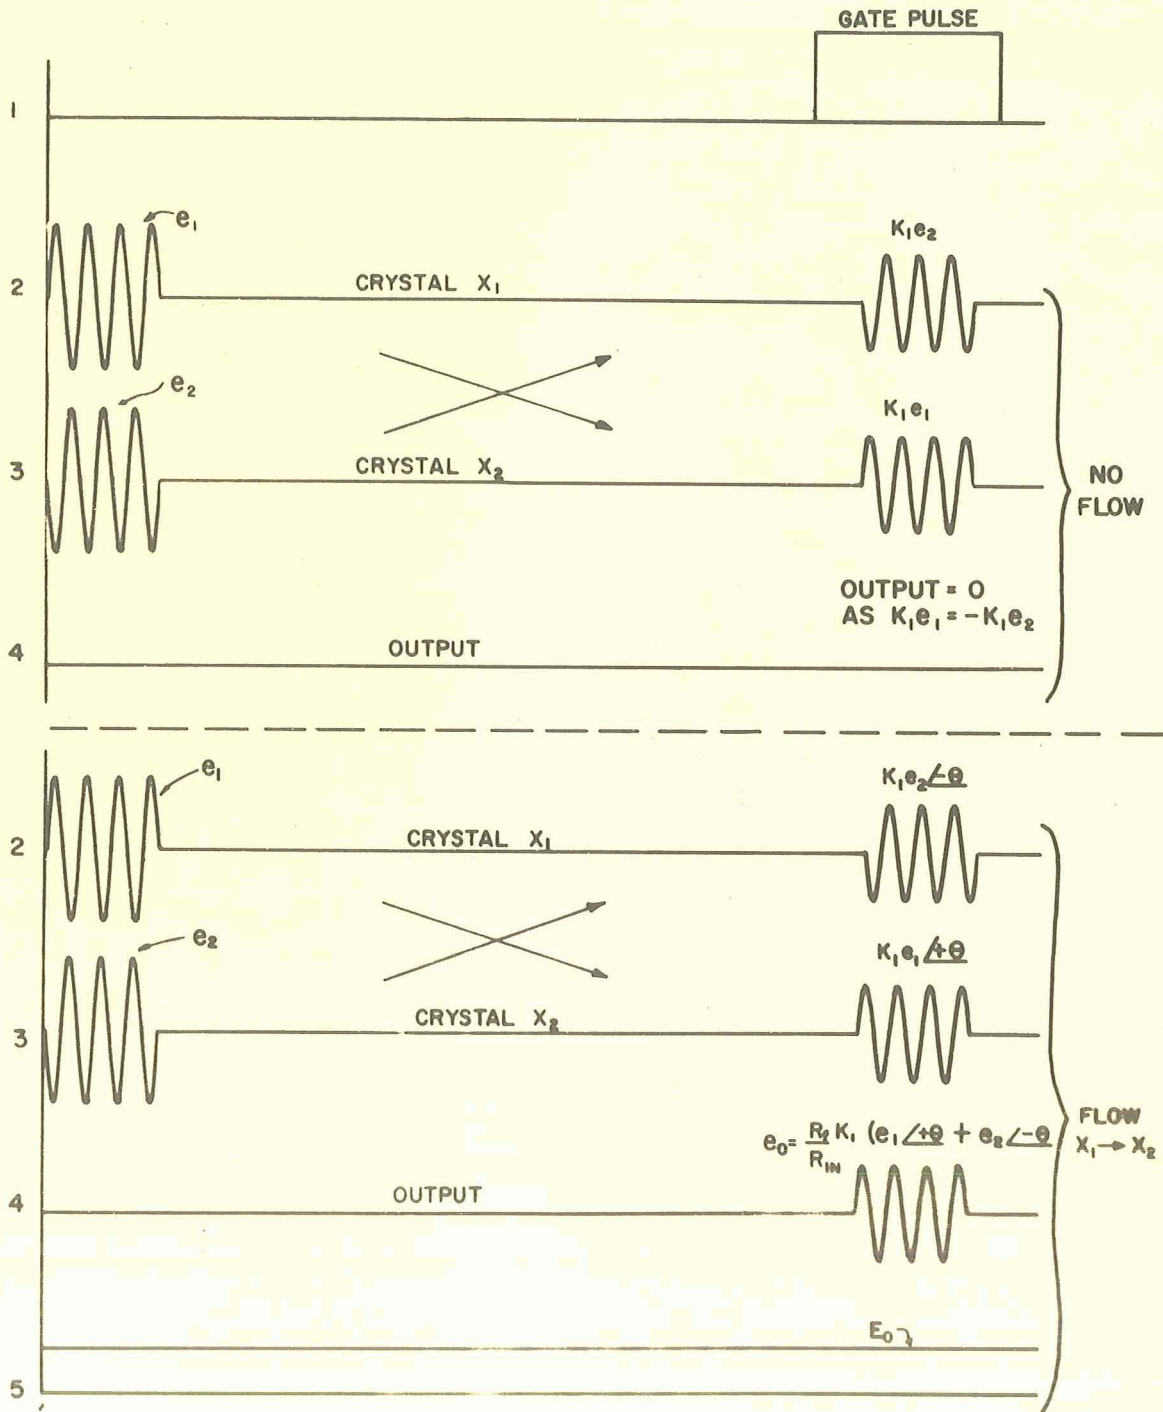 GATE PULSE
1
e₁
K₁e₂
2
CRYSTAL X₁
e₂
K₁e₁
3
CRYSTAL X₂
NO
FLOW
OUTPUT = 0
AS K₁e₁ = -K₁e₂
4
OUTPUT
e₁
K₁e₂∠-θ
2
CRYSTAL X₁
e₂
K₁e₁∠+θ
3
CRYSTAL X₂
e₀ = R_f/R_IN K₁ (e₁∠+θ + e₂∠-θ
FLOW
X₁→X₂
4
OUTPUT
E₀
5